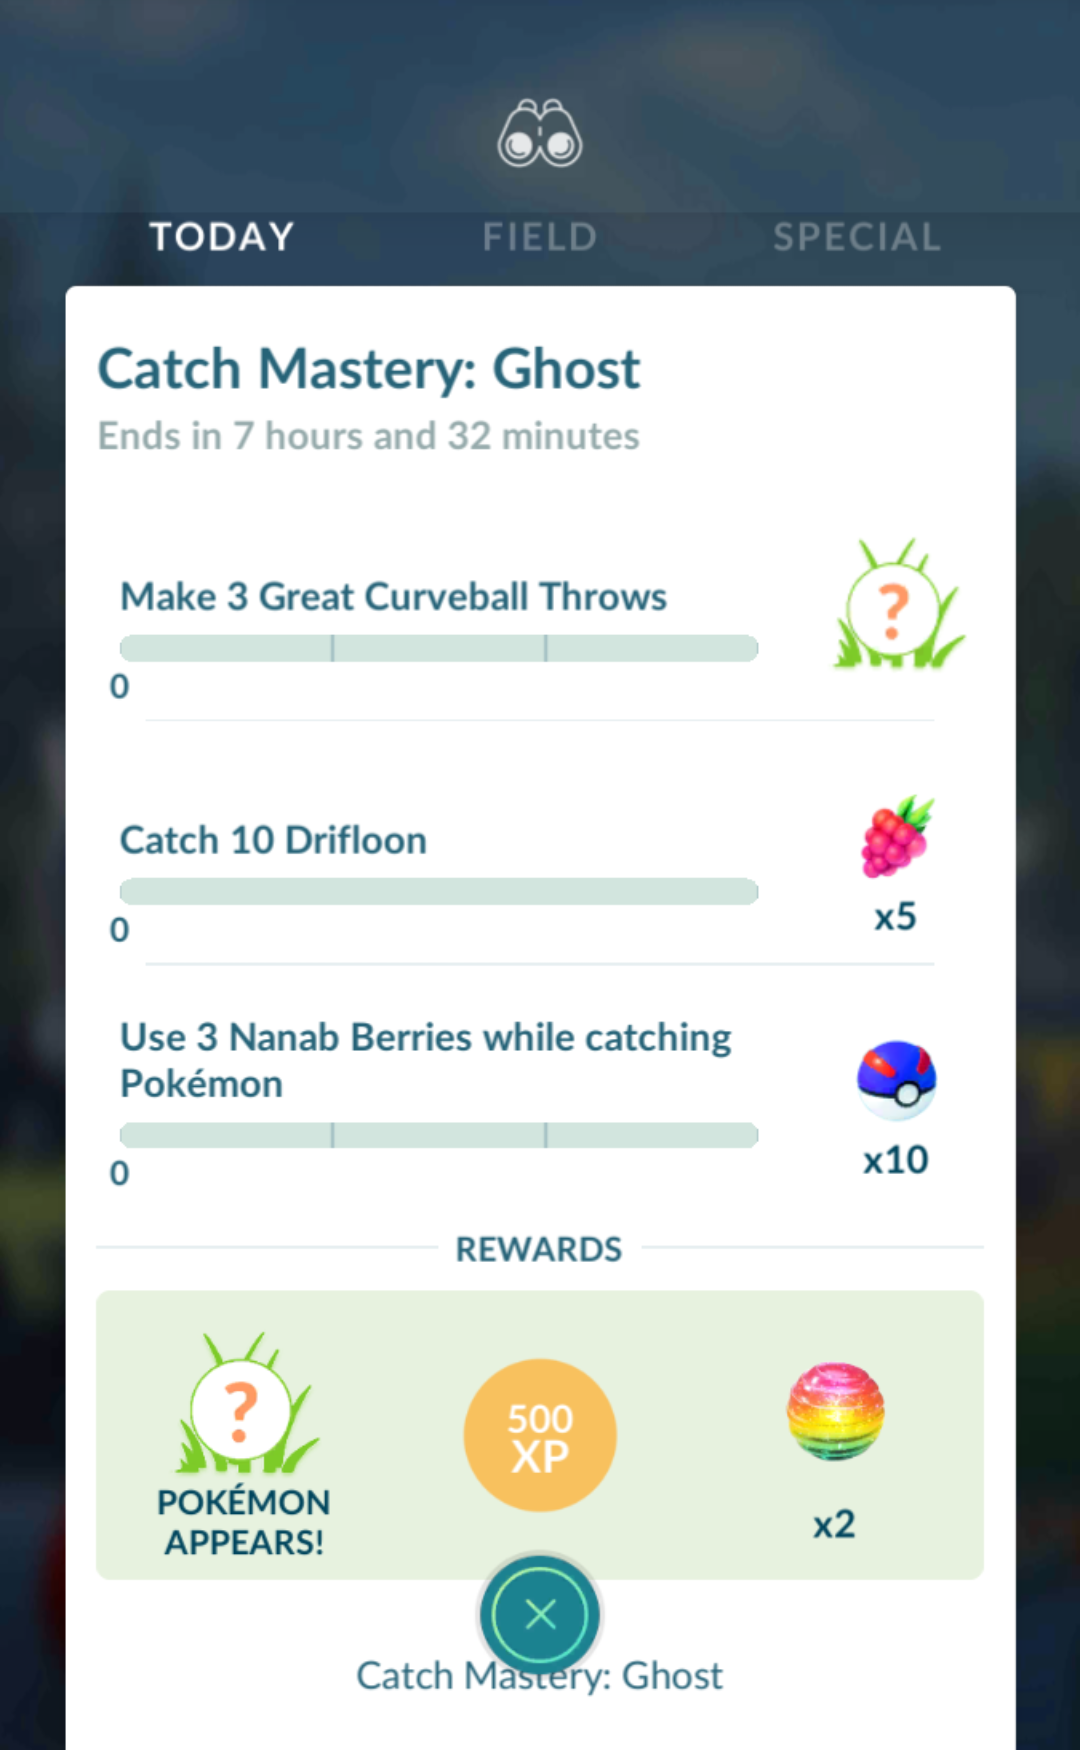 TODAY FIELD SPECIAL
Catch Mastery: Ghost
Ends in 7 hours and 32 minutes
Make 3 Great Curveball Throws
?
0
Catch 10 Drifloon
0
x5
Use 3 Nanab Berries while catching
Pokémon
0
x10
REWARDS
?
POKÉMON
APPEARS!
500
XP
x2
Catch Mastery: Ghost